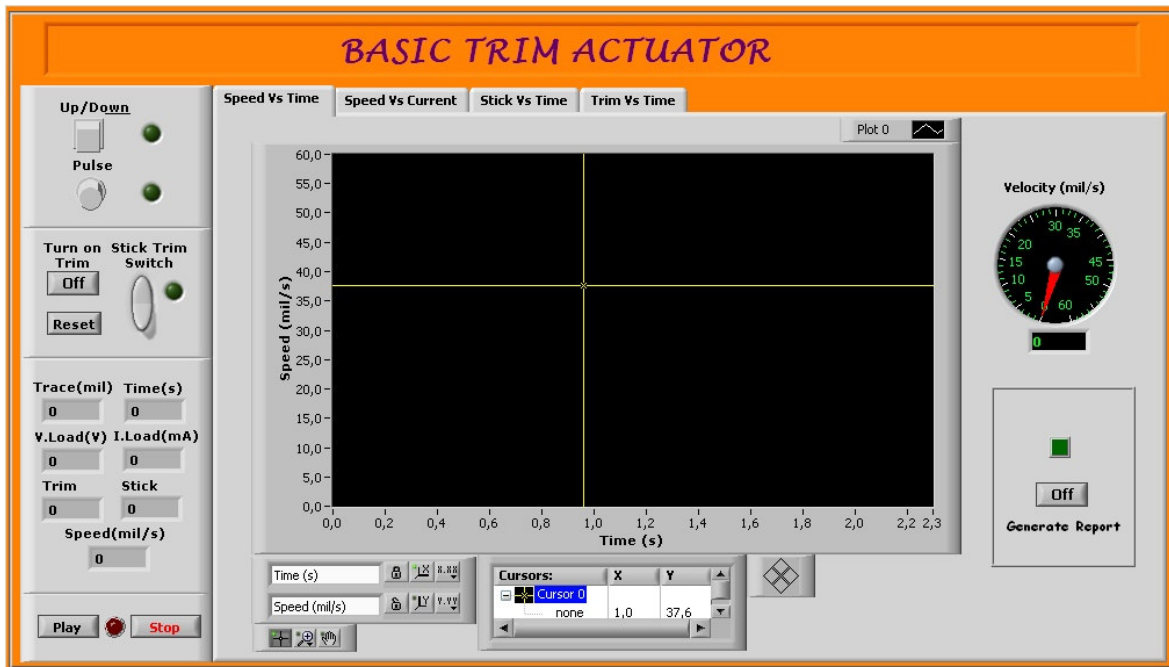 BASIC TRIM ACTUATOR
Up/Down
Pulse
Turn on Trim
Off
Reset
Stick Trim Switch
Trace(mil) Time(s)
0 0
V.Load(V) I.Load(mA)
0 0
Trim Stick
0 0
Speed(mil/s)
0
Play Stop
Speed Vs Time Speed Vs Current Stick Vs Time Trim Vs Time
Plot 0
Speed (mil/s)
60,0
55,0
50,0
45,0
40,0
35,0
30,0
25,0
20,0
15,0
10,0
5,0
0,0
0,0 0,2 0,4 0,6 0,8 1,0 1,2 1,4 1,6 1,8 2,0 2,2 2,3
Time (s)
Time (s)
X X.XX
Speed (mil/s)
Y Y.YY
Cursors: X Y
Cursor 0
none 1,0 37,6
Velocity (mil/s)
0 5 10 15 20 30 35 45 50 60
0
Off
Generate Report